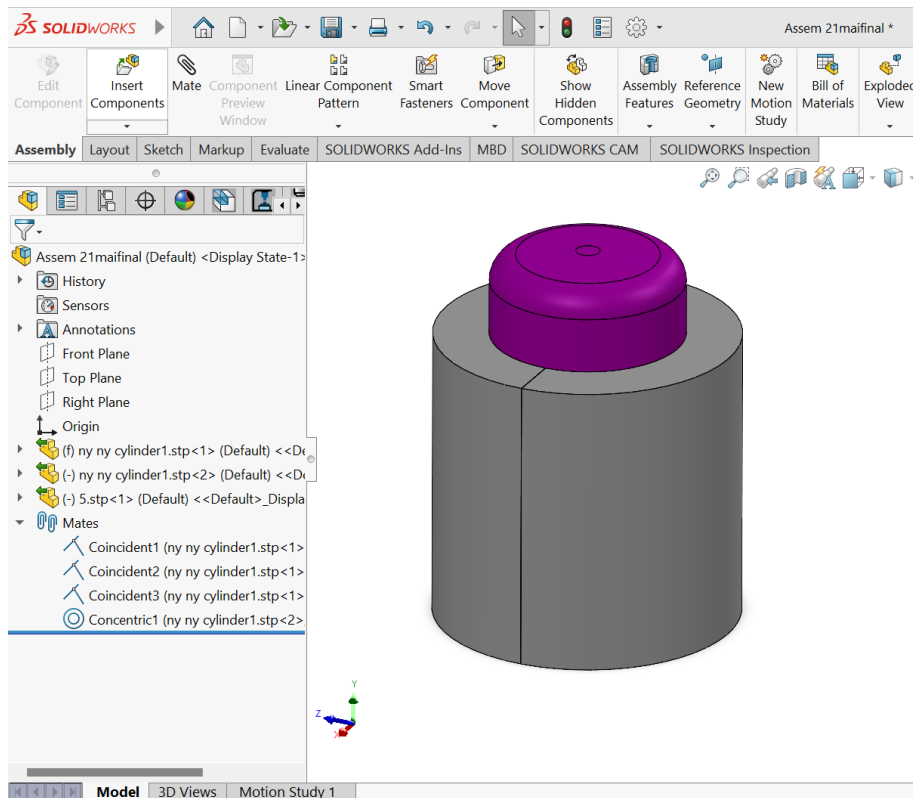 SOLIDWORKS
Assem 21maifinal *
Edit Component
Insert Components
Mate
Component Preview Window
Linear Component Pattern
Smart Fasteners
Move Component
Show Hidden Components
Assembly Features
Reference Geometry
New Motion Study
Bill of Materials
Exploded View
Assembly Layout Sketch Markup Evaluate SOLIDWORKS Add-Ins MBD SOLIDWORKS CAM SOLIDWORKS Inspection
Assem 21maifinal (Default) <Display State-1>
History
Sensors
Annotations
Front Plane
Top Plane
Right Plane
Origin
(f) ny ny cylinder1.stp<1> (Default) <<De
(-) ny ny cylinder1.stp<2> (Default) <<De
(-) 5.stp<1> (Default) <<Default>_Displa
Mates
Coincident1 (ny ny cylinder1.stp<1>
Coincident2 (ny ny cylinder1.stp<1>
Coincident3 (ny ny cylinder1.stp<1>
Concentric1 (ny ny cylinder1.stp<2>
Y
Z
X
Model 3D Views Motion Study 1